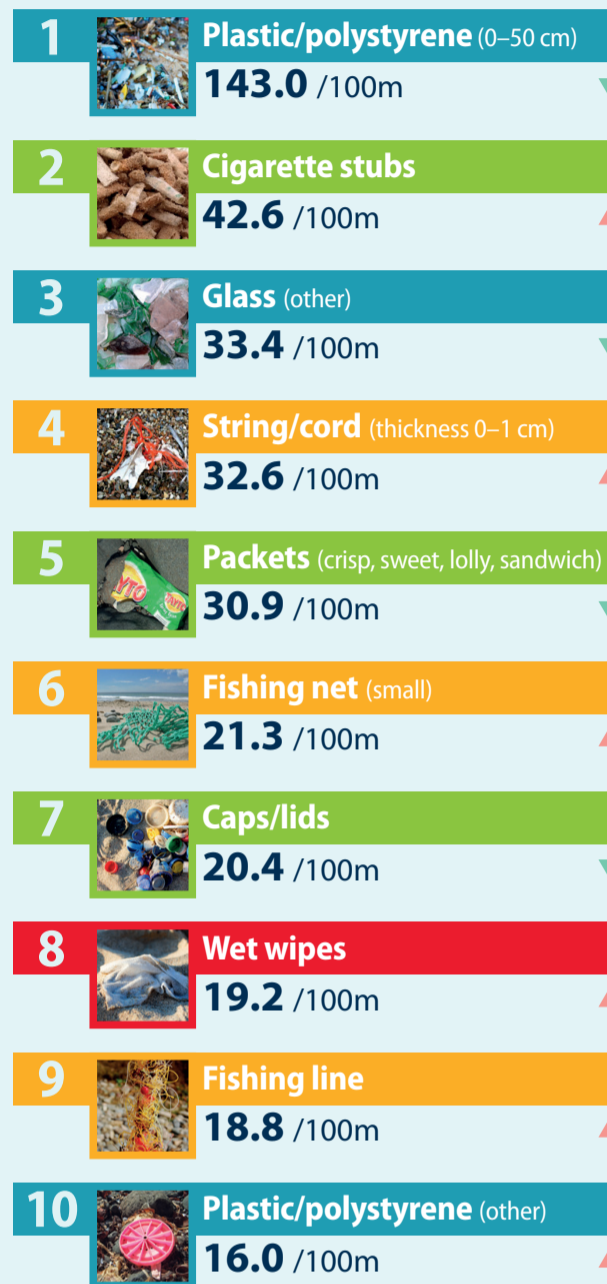 1
Plastic/polystyrene (0–50 cm)
143.0 /100m
2
Cigarette stubs
42.6 /100m
3
Glass (other)
33.4 /100m
4
String/cord (thickness 0–1 cm)
32.6 /100m
5
Packets (crisp, sweet, lolly, sandwich)
YTO
TAYTO
30.9 /100m
6
Fishing net (small)
21.3 /100m
7
Caps/lids
20.4 /100m
8
Wet wipes
19.2 /100m
9
Fishing line
18.8 /100m
10
Plastic/polystyrene (other)
16.0 /100m